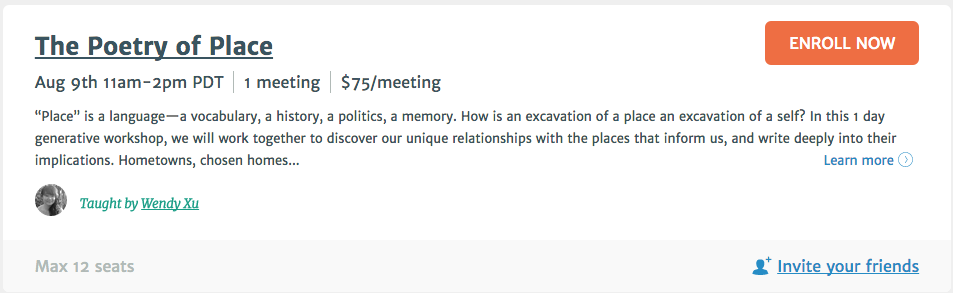 The Poetry of Place
ENROLL NOW
Aug 9th 11am–2pm PDT | 1 meeting | $75/meeting
“Place” is a language—a vocabulary, a history, a politics, a memory. How is an excavation of a place an excavation of a self? In this 1 day
generative workshop, we will work together to discover our unique relationships with the places that inform us, and write deeply into their
implications. Hometowns, chosen homes...
Learn more
Taught by Wendy Xu
Max 12 seats
Invite your friends